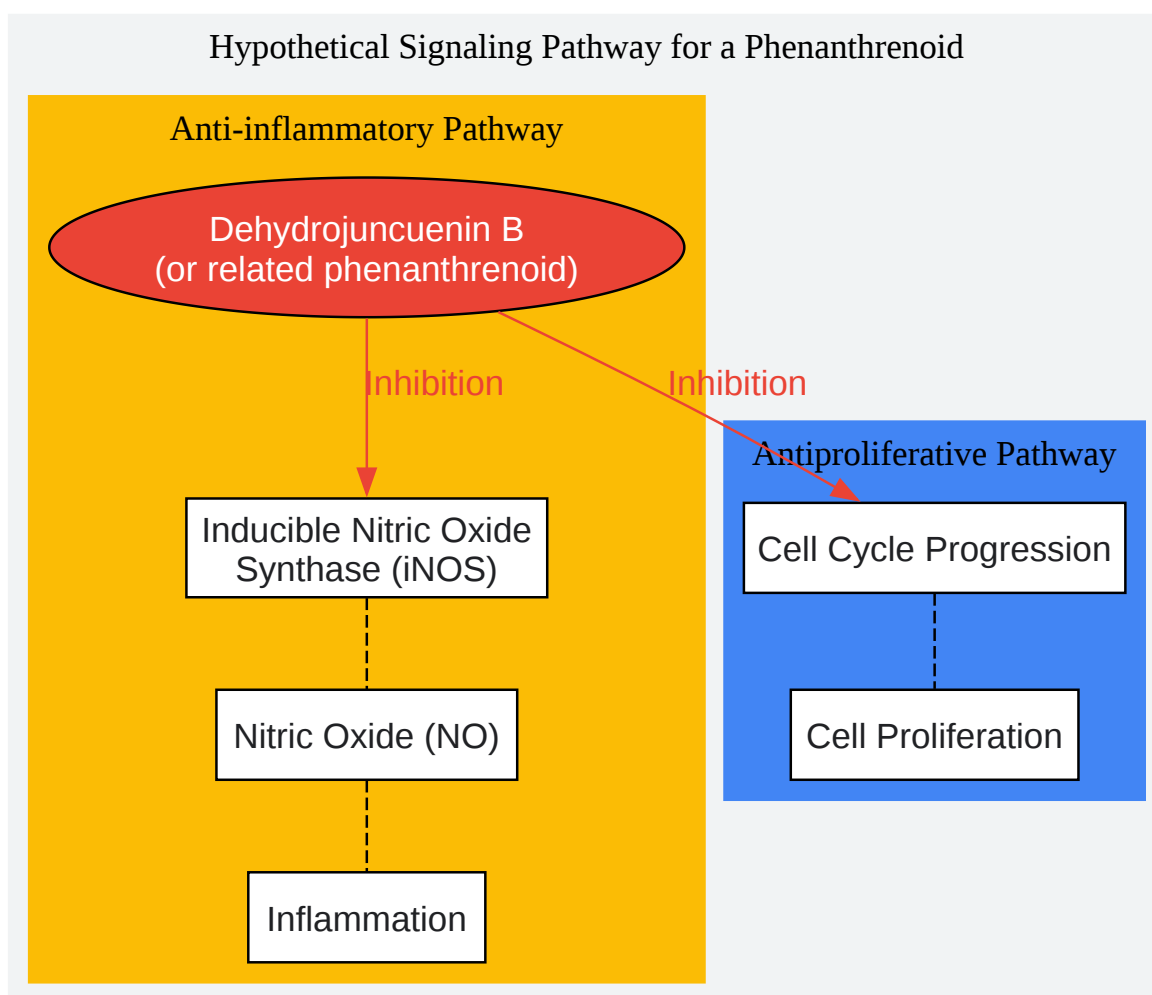 Hypothetical Signaling Pathway for a Phenanthrenoid
Anti-inflammatory Pathway
Dehydrojuncuenin B
(or related phenanthrenoid)
Inhibition
Inhibition
Antiproliferative Pathway
Inducible Nitric Oxide
Synthase (iNOS)
Cell Cycle Progression
Nitric Oxide (NO)
Cell Proliferation
Inflammation